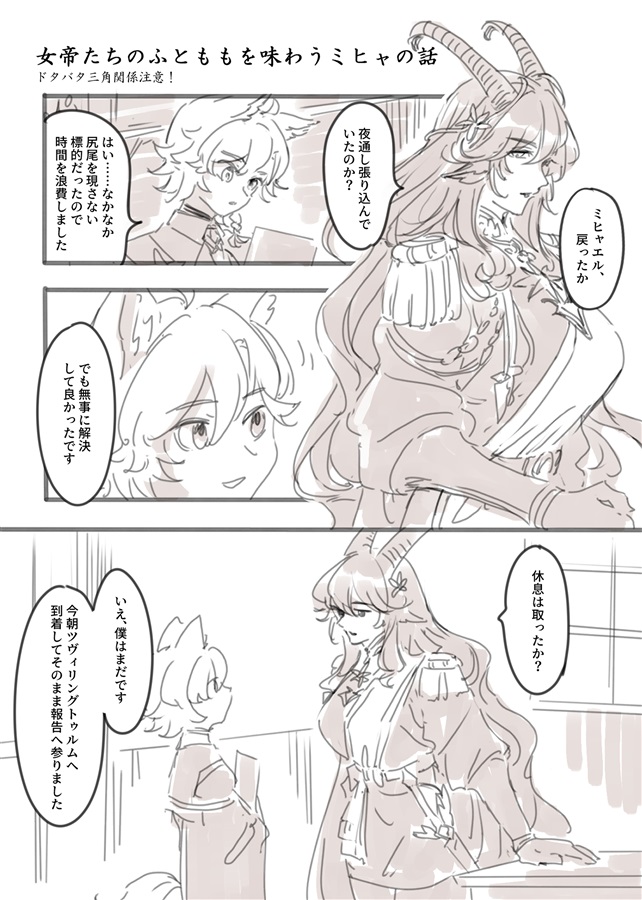 女帝たちのふとももを味わうミヒャの話
ドタバタ三角関係注意！
ミヒャエル、
戻ったか
夜通し張り込んで
いたのか？
はい……なかなか
尻尾を現さない
標的だったので
時間を浪費しました
でも無事に解決
して良かったです
休息は取ったか？
いえ、僕はまだです
今朝ツヴィリングトゥルムへ
到着してそのまま報告へ参りました